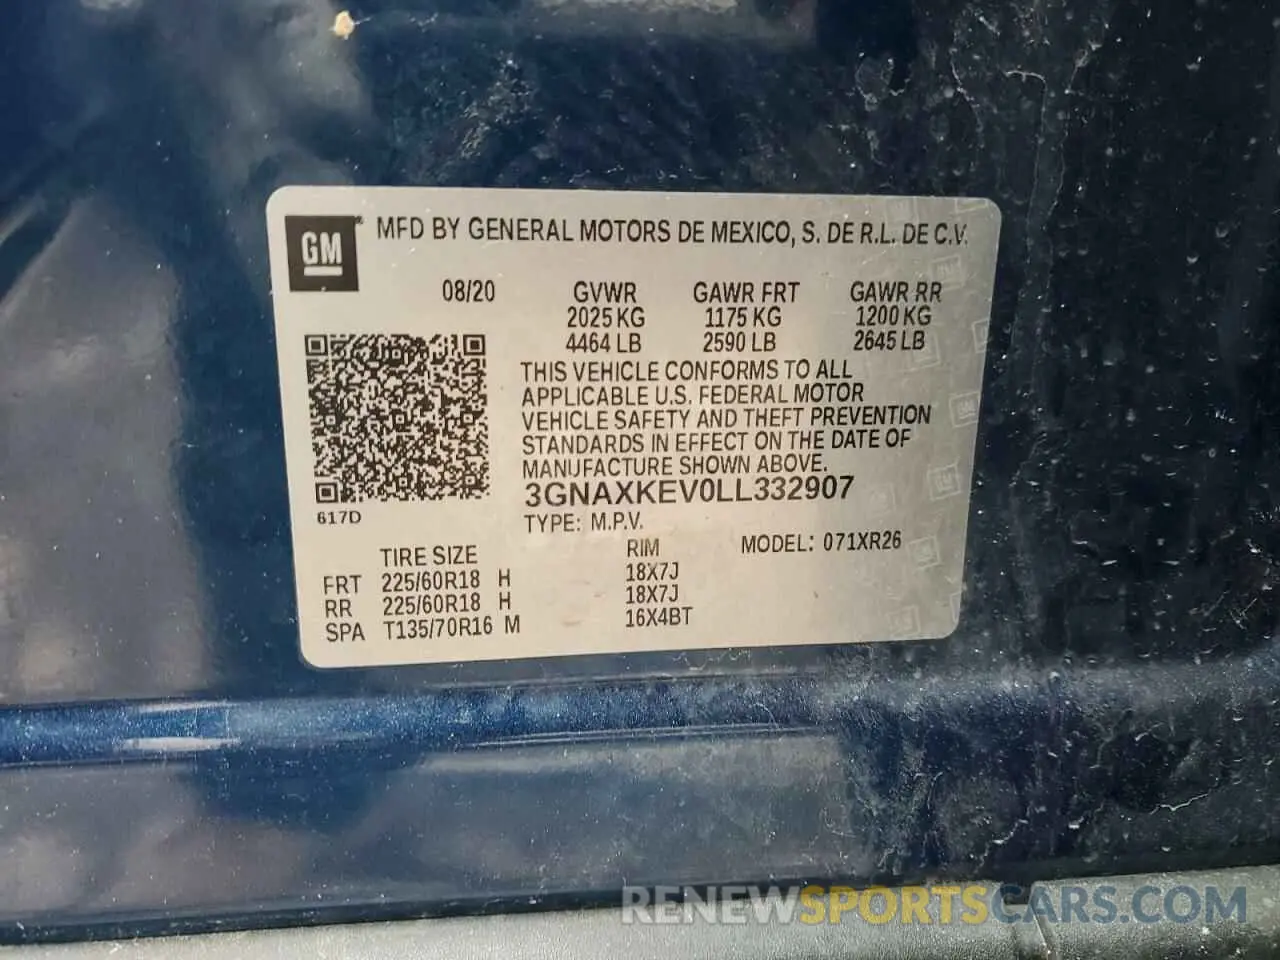 GM ® MFD BY GENERAL MOTORS DE MEXICO, S. DE R.L. DE C.V.
08/20 GVWR GAWR FRT GAWR RR
2025 KG 1175 KG 1200 KG
4464 LB 2590 LB 2645 LB
THIS VEHICLE CONFORMS TO ALL
APPLICABLE U.S. FEDERAL MOTOR
VEHICLE SAFETY AND THEFT PREVENTION
STANDARDS IN EFFECT ON THE DATE OF
MANUFACTURE SHOWN ABOVE.
3GNAXKEV0LL332907
617D
TYPE: M.P.V.
MODEL: 071XR26
TIRE SIZE RIM
FRT 225/60R18 H 18X7J
RR 225/60R18 H 18X7J
SPA T135/70R16 M 16X4BT
RENEWSPORTSCARS.COM